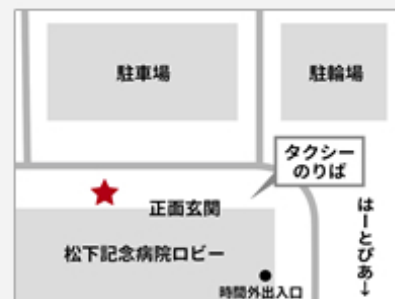 駐車場
駐輪場
タクシー
のりば
正面玄関
はーとぴあ↓
松下記念病院ロビー
時間外出入口